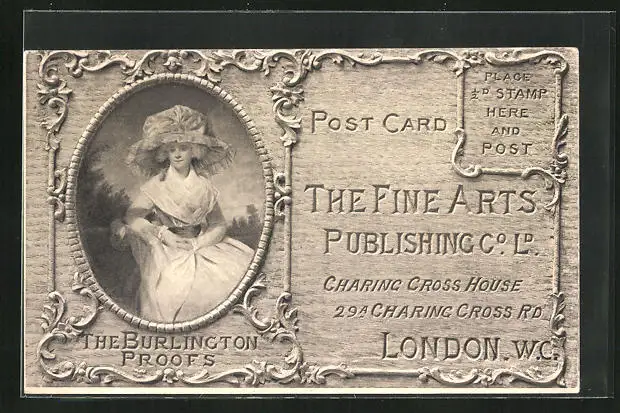 THE BURLINGTON
PROOFS
POST CARD
PLACE
½D STAMP
HERE
AND
POST
THE FINE ARTS
PUBLISHING Co. LD.
CHARING CROSS HOUSE
29A CHARING CROSS RD
LONDON. W.C.